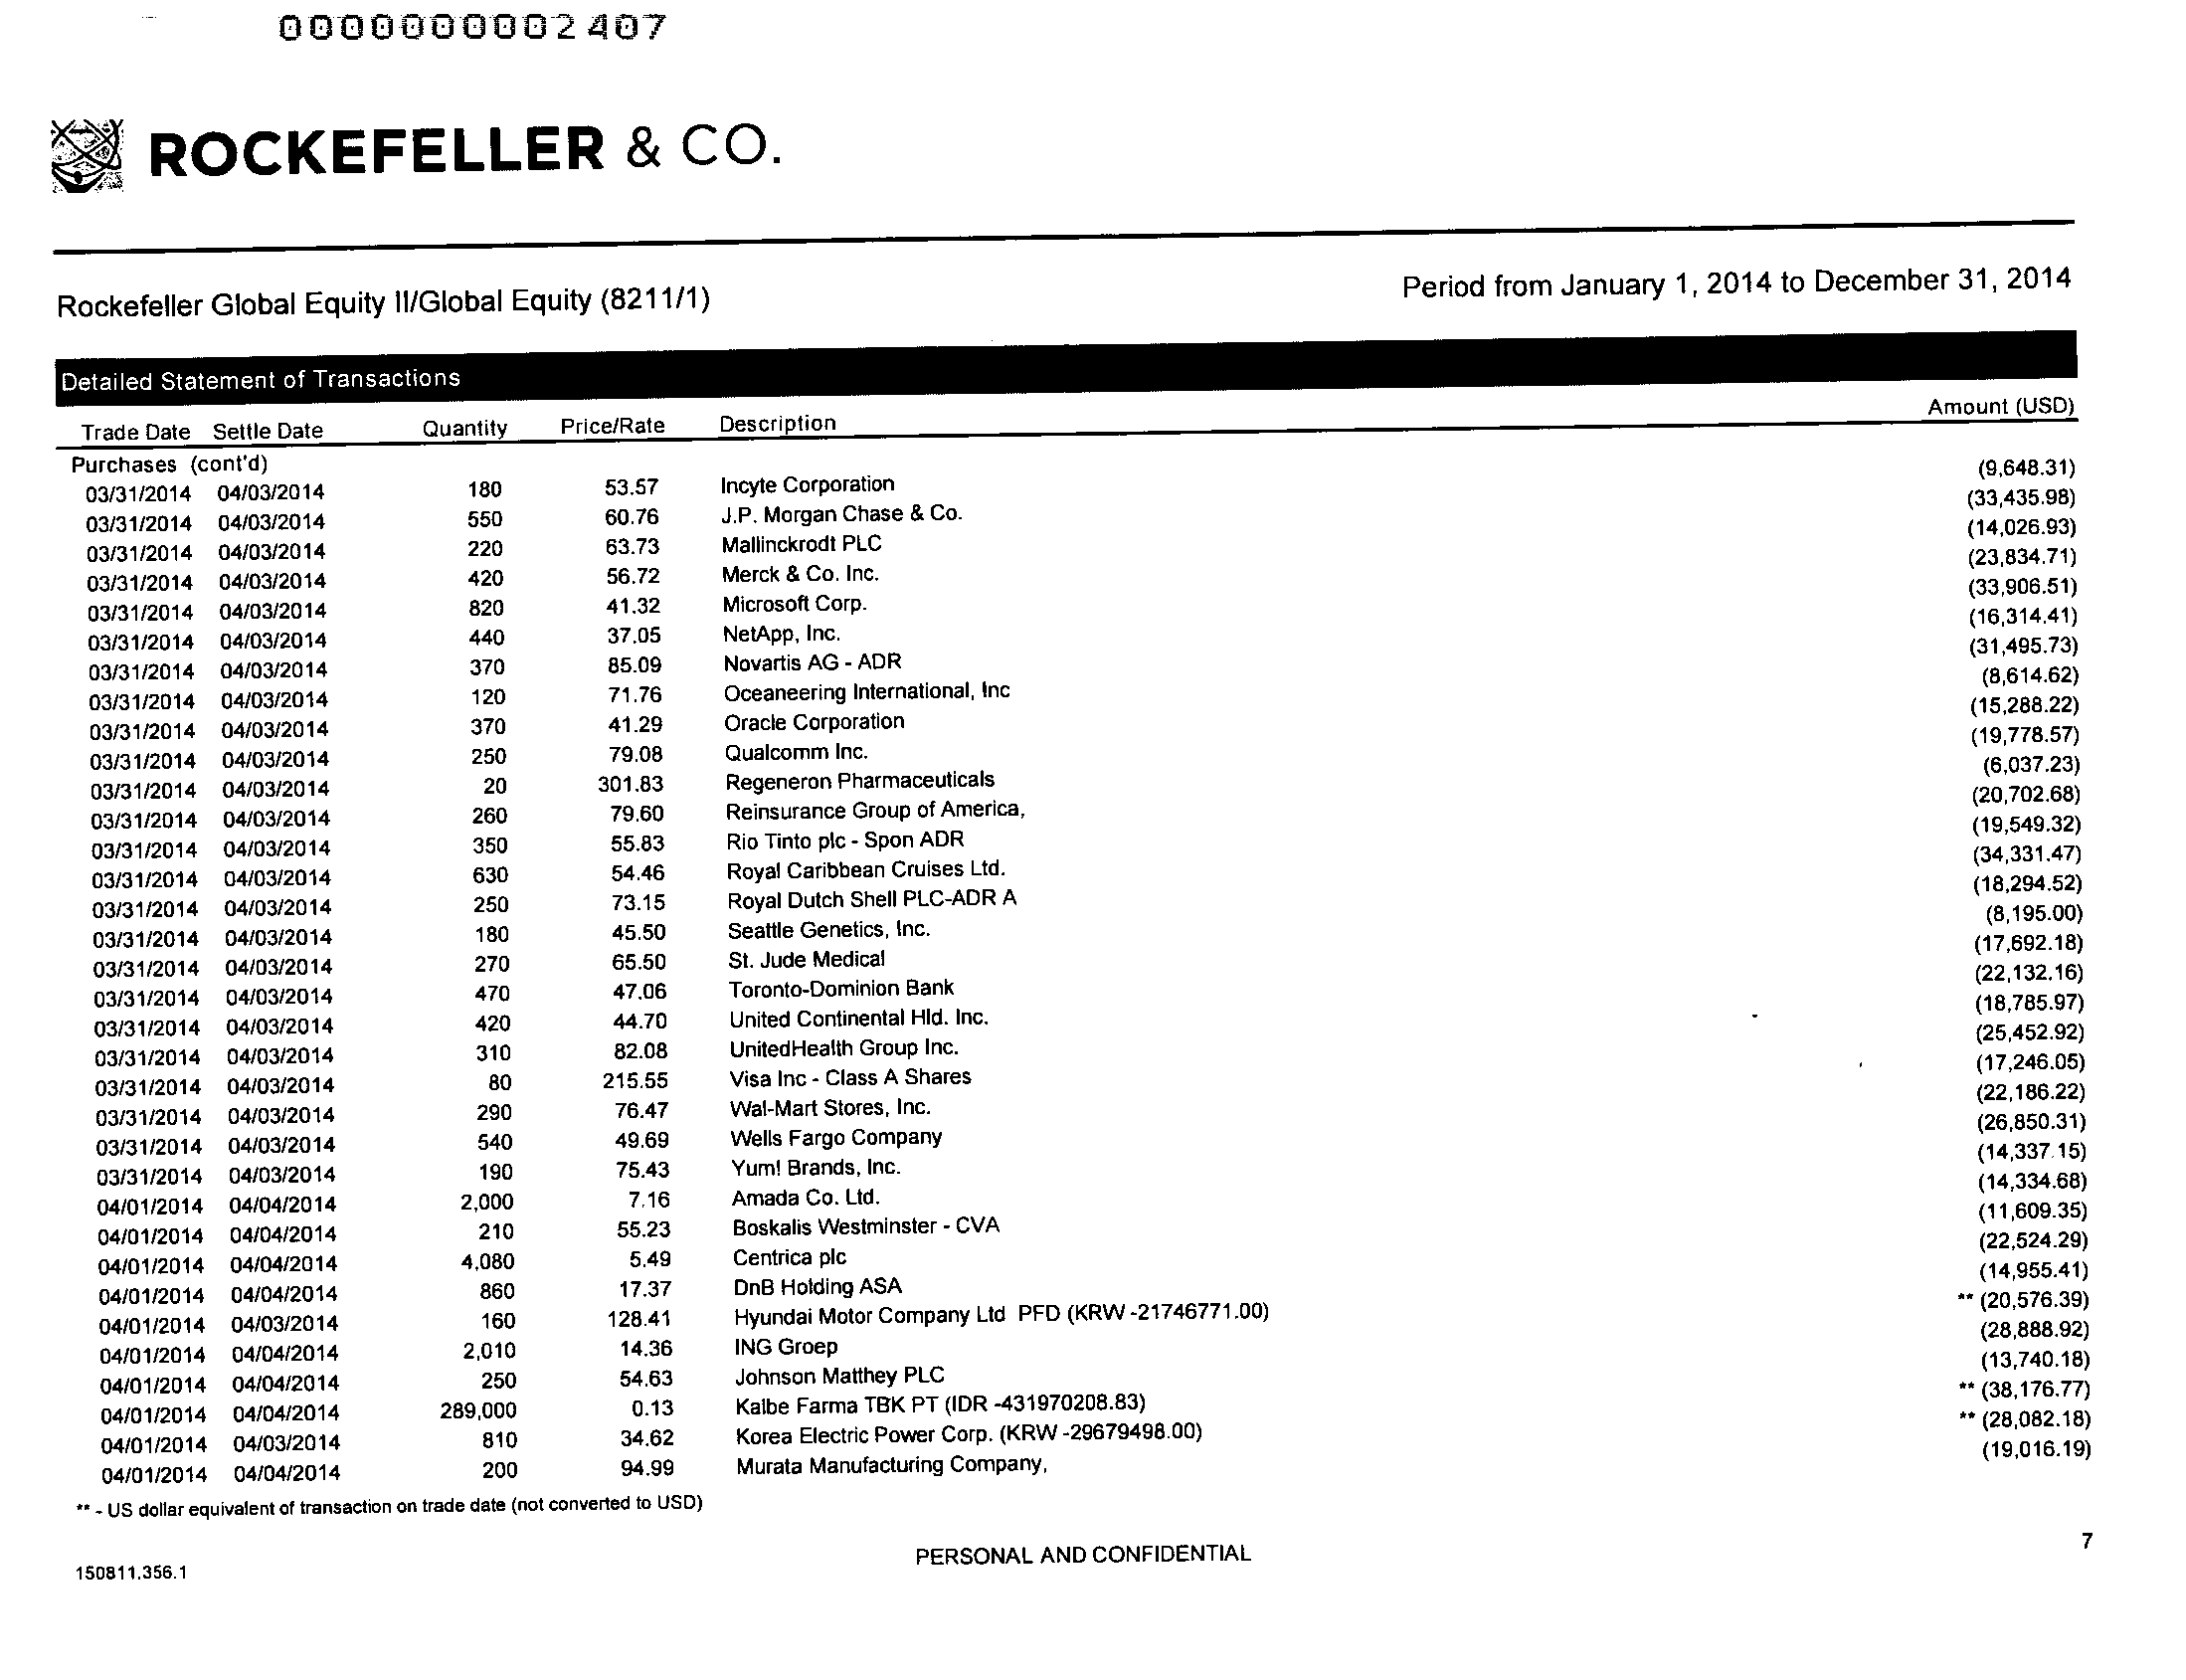 0000000002407
ROCKEFELLER & CO.
Rockefeller Global Equity II/Global Equity (8211/1) Period from January 1, 2014 to December 31, 2014
Detailed Statement of Transactions
Trade Date Settle Date Quantity Price/Rate Description Amount (USD)
Purchases (cont'd)
03/31/2014 04/03/2014 180 53.57 Incyte Corporation (9,648.31)
03/31/2014 04/03/2014 550 60.76 J.P. Morgan Chase & Co. (33,435.98)
03/31/2014 04/03/2014 220 63.73 Mallinckrodt PLC (14,026.93)
03/31/2014 04/03/2014 420 56.72 Merck & Co. Inc. (23,834.71)
03/31/2014 04/03/2014 820 41.32 Microsoft Corp. (33,906.51)
03/31/2014 04/03/2014 440 37.05 NetApp, Inc. (16,314.41)
03/31/2014 04/03/2014 370 85.09 Novartis AG - ADR (31,495.73)
03/31/2014 04/03/2014 120 71.76 Oceaneering International, Inc (8,614.62)
03/31/2014 04/03/2014 370 41.29 Oracle Corporation (15,288.22)
03/31/2014 04/03/2014 250 79.08 Qualcomm Inc. (19,778.57)
03/31/2014 04/03/2014 20 301.83 Regeneron Pharmaceuticals (6,037.23)
03/31/2014 04/03/2014 260 79.60 Reinsurance Group of America, (20,702.68)
03/31/2014 04/03/2014 350 55.83 Rio Tinto plc - Spon ADR (19,549.32)
03/31/2014 04/03/2014 630 54.46 Royal Caribbean Cruises Ltd. (34,331.47)
03/31/2014 04/03/2014 250 73.15 Royal Dutch Shell PLC-ADR A (18,294.52)
03/31/2014 04/03/2014 180 45.50 Seattle Genetics, Inc. (8,195.00)
03/31/2014 04/03/2014 270 65.50 St. Jude Medical (17,692.18)
03/31/2014 04/03/2014 470 47.06 Toronto-Dominion Bank (22,132.16)
03/31/2014 04/03/2014 420 44.70 United Continental Hld. Inc. (18,785.97)
03/31/2014 04/03/2014 310 82.08 UnitedHealth Group Inc. (25,452.92)
03/31/2014 04/03/2014 80 215.55 Visa Inc - Class A Shares (17,246.05)
03/31/2014 04/03/2014 290 76.47 Wal-Mart Stores, Inc. (22,186.22)
03/31/2014 04/03/2014 540 49.69 Wells Fargo Company (26,850.31)
03/31/2014 04/03/2014 190 75.43 Yum! Brands, Inc. (14,337.15)
04/01/2014 04/04/2014 2,000 7.16 Amada Co. Ltd. (14,334.68)
04/01/2014 04/04/2014 210 55.23 Boskalis Westminster - CVA (11,609.35)
04/01/2014 04/04/2014 4,080 5.49 Centrica plc (22,524.29)
04/01/2014 04/04/2014 860 17.37 DnB Holding ASA (14,955.41)
04/01/2014 04/03/2014 160 128.41 Hyundai Motor Company Ltd PFD (KRW -21746771.00) ** (20,576.39)
04/01/2014 04/04/2014 2,010 14.36 ING Groep (28,888.92)
04/01/2014 04/04/2014 250 54.63 Johnson Matthey PLC (13,740.18)
04/01/2014 04/04/2014 289,000 0.13 Kalbe Farma TBK PT (IDR -431970208.83) ** (38,176.77)
04/01/2014 04/03/2014 810 34.62 Korea Electric Power Corp. (KRW -29679498.00) ** (28,082.18)
04/01/2014 04/04/2014 200 94.99 Murata Manufacturing Company, (19,016.19)
** - US dollar equivalent of transaction on trade date (not converted to USD)
PERSONAL AND CONFIDENTIAL 7
150811.356.1